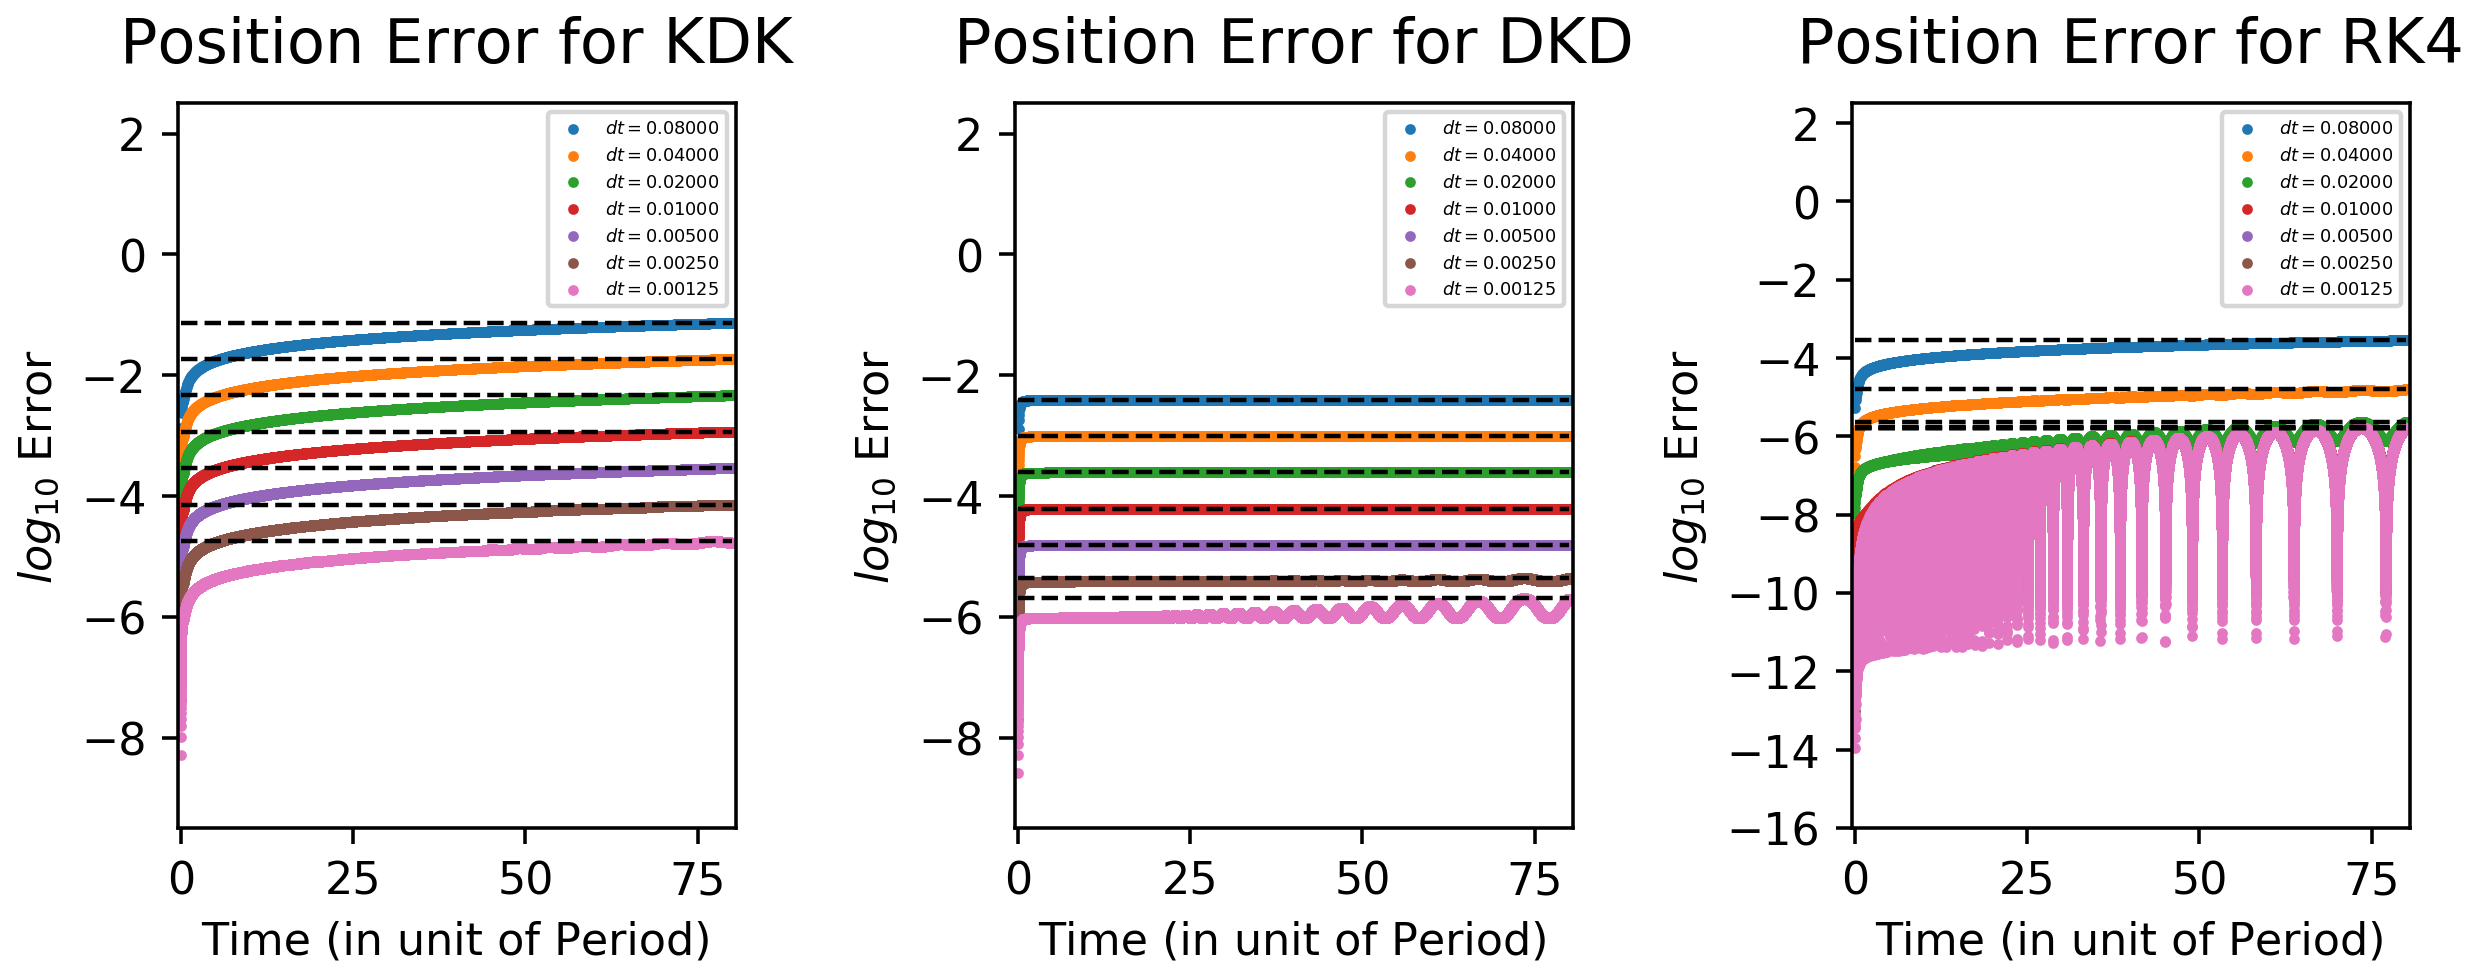 Position Error for KDK
log10 Error
2
0
−2
−4
−6
−8
dt = 0.08000
dt = 0.04000
dt = 0.02000
dt = 0.01000
dt = 0.00500
dt = 0.00250
dt = 0.00125
0 25 50 75
Time (in unit of Period)
Position Error for DKD
log10 Error
2
0
−2
−4
−6
−8
dt = 0.08000
dt = 0.04000
dt = 0.02000
dt = 0.01000
dt = 0.00500
dt = 0.00250
dt = 0.00125
0 25 50 75
Time (in unit of Period)
Position Error for RK4
log10 Error
2
0
−2
−4
−6
−8
−10
−12
−14
−16
dt = 0.08000
dt = 0.04000
dt = 0.02000
dt = 0.01000
dt = 0.00500
dt = 0.00250
dt = 0.00125
0 25 50 75
Time (in unit of Period)